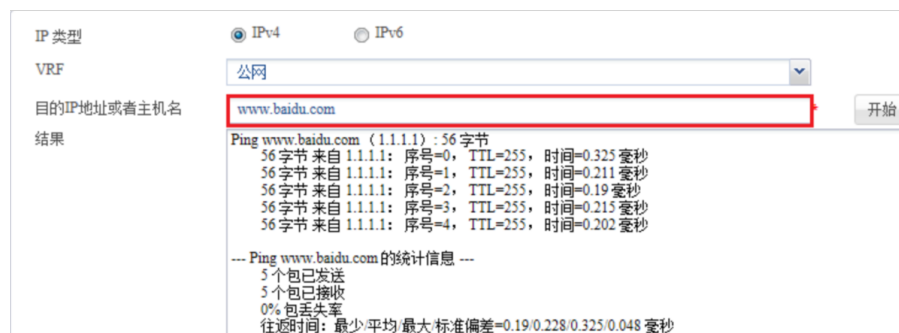 IP 类型 IPv4 IPv6
VRF 公网
目的IP地址或者主机名 www.baidu.com * 开始
结果
Ping www.baidu.com（1.1.1.1）: 56 字节
56 字节 来自 1.1.1.1： 序号=0， TTL=255， 时间=0.325 毫秒
56 字节 来自 1.1.1.1： 序号=1， TTL=255， 时间=0.211 毫秒
56 字节 来自 1.1.1.1： 序号=2， TTL=255， 时间=0.19 毫秒
56 字节 来自 1.1.1.1： 序号=3， TTL=255， 时间=0.215 毫秒
56 字节 来自 1.1.1.1： 序号=4， TTL=255， 时间=0.202 毫秒
--- Ping www.baidu.com 的统计信息 ---
5 个包已发送
5 个包已接收
0% 包丢失率
往返时间： 最少/平均/最大/标准偏差=0.19/0.228/0.325/0.048 毫秒